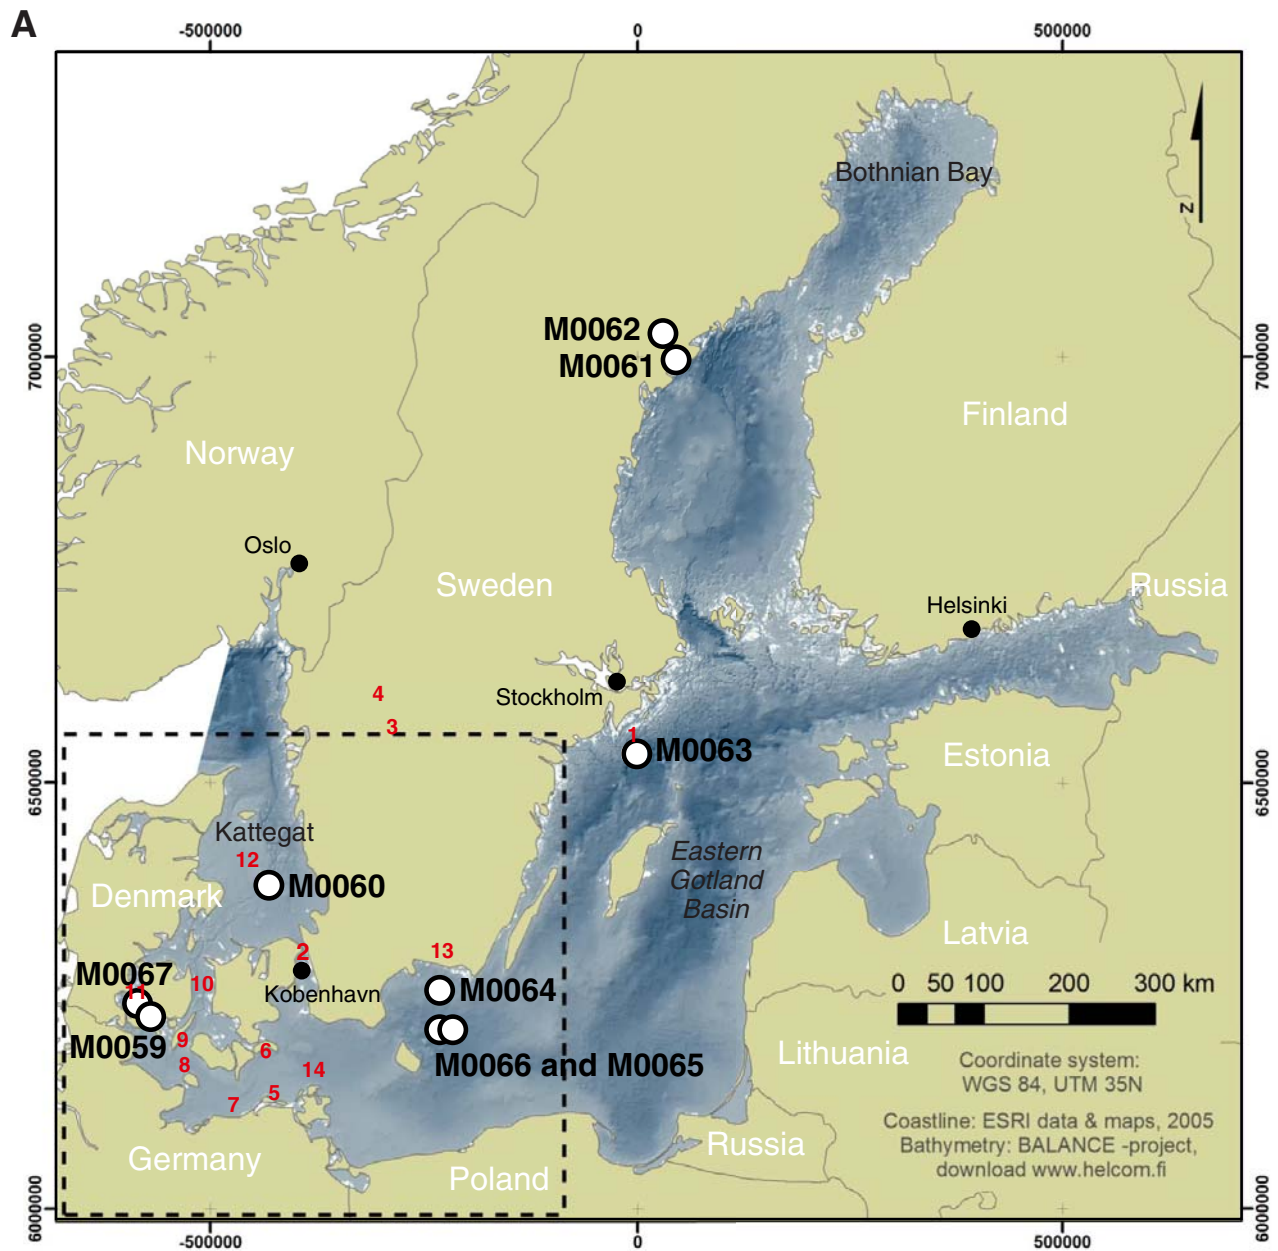 A
-500000
0
500000
Bothnian Bay
N
M0062
M0061
7000000
7000000
Finland
Norway
Oslo
Sweden
Russia
Helsinki
Stockholm
4
3
1
M0063
Estonia
6500000
6500000
Kattegat
12
Eastern
Gotland
Basin
M0060
Denmark
Latvia
2
13
M0067
10
11
Kobenhavn
M0064
0 50 100 200 300 km
M0059
9
6
8
14
M0066 and M0065
Lithuania
5
7
Coordinate system:
WGS 84, UTM 35N
Coastline: ESRI data & maps, 2005
Bathymetry: BALANCE -project,
download www.helcom.fi
Russia
Germany
Poland
6000000
6000000
-500000
0
500000